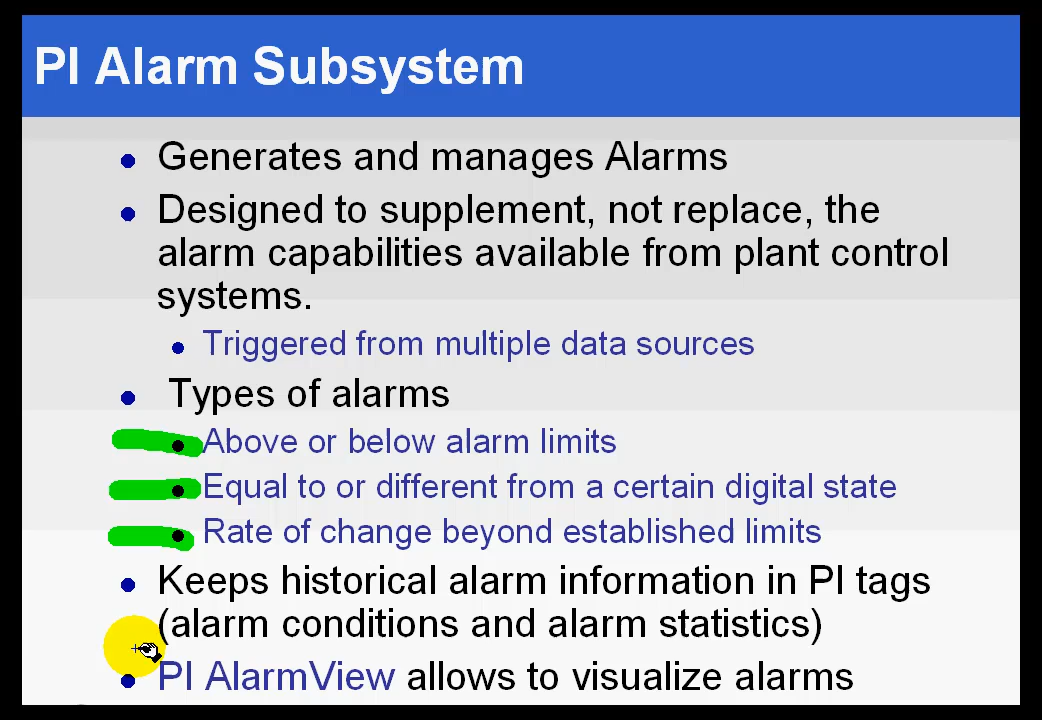 PI Alarm Subsystem
Generates and manages Alarms
Designed to supplement, not replace, the
alarm capabilities available from plant control
systems.
Triggered from multiple data sources
Types of alarms
Above or below alarm limits
Equal to or different from a certain digital state
Rate of change beyond established limits
Keeps historical alarm information in PI tags
(alarm conditions and alarm statistics)
PI AlarmView allows to visualize alarms